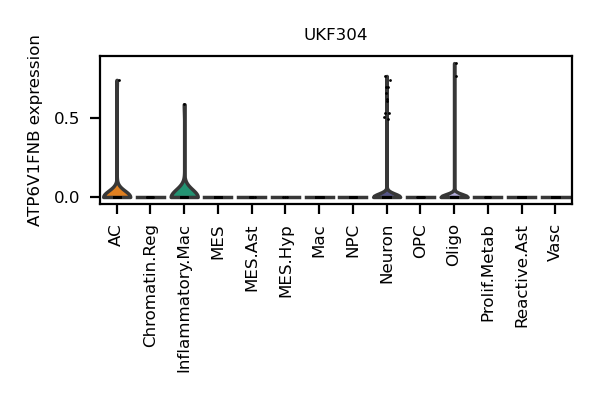 UKF304
ATP6V1FNB expression
0.5
0.0
AC
Chromatin.Reg
Inflammatory.Mac
MES
MES.Ast
MES.Hyp
Mac
NPC
Neuron
OPC
Oligo
Prolif.Metab
Reactive.Ast
Vasc